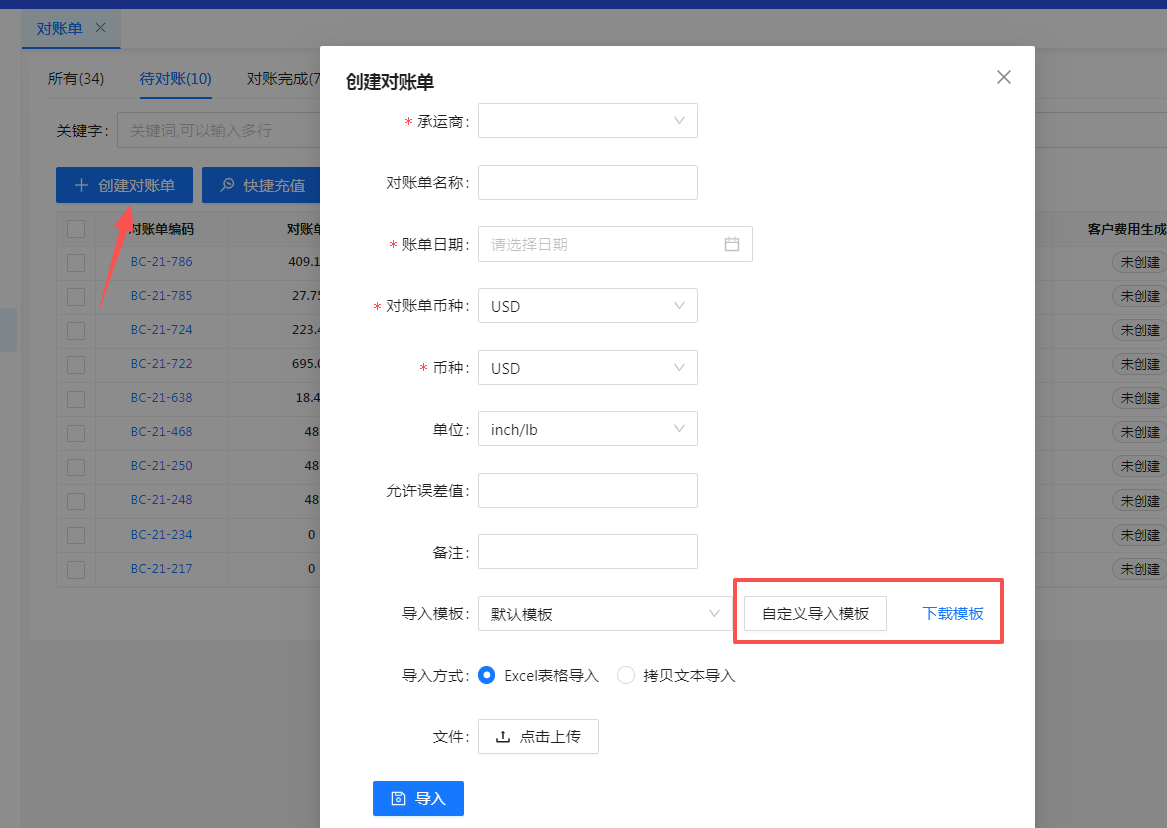 对账单
所有(34) 待对账(10) 对账完成(7
关键字: 关键词,可以输入多行
创建对账单 快捷充值
对账单编码 对账单 客户费用生成
BC-21-786 409.1 未创建
BC-21-785 27.75 未创建
BC-21-724 223.4 未创建
BC-21-722 695.0 未创建
BC-21-638 18.4 未创建
BC-21-468 48 未创建
BC-21-250 48 未创建
BC-21-248 48 未创建
BC-21-234 0 未创建
BC-21-217 0 未创建
创建对账单
* 承运商:
对账单名称:
* 账单日期: 请选择日期
* 对账单币种: USD
* 币种: USD
单位: inch/lb
允许误差值:
备注:
导入模板: 默认模板 自定义导入模板 下载模板
导入方式: Excel表格导入 拷贝文本导入
文件: 点击上传
导入